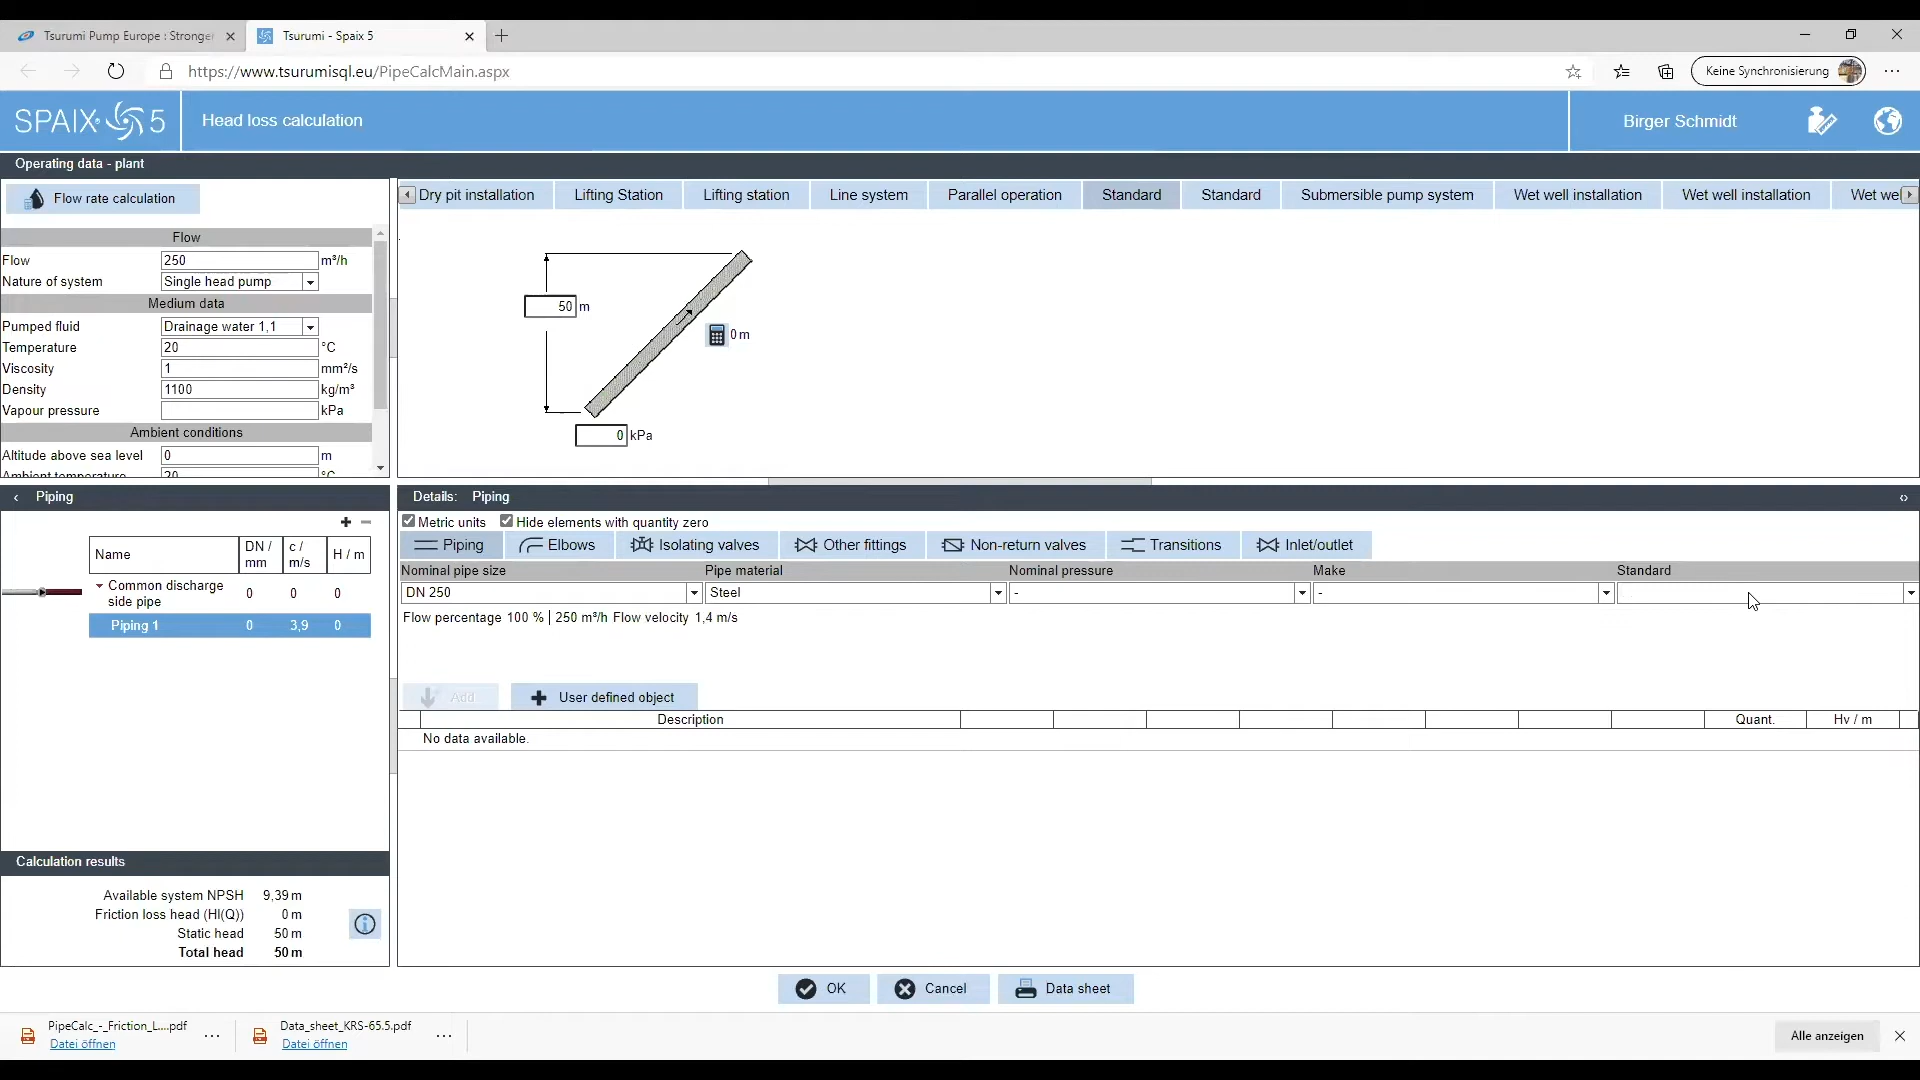 Tsurumi Pump Europe : Stronger
Tsurumi - Spaix 5
https://www.tsurumisql.eu/PipeCalcMain.aspx
Keine Synchronisierung
SPAIX 5
Head loss calculation
Birger Schmidt
Operating data - plant
Flow rate calculation
Dry pit installation
Lifting Station
Lifting station
Line system
Parallel operation
Standard
Standard
Submersible pump system
Wet well installation
Wet well installation
Wet we
Flow
Flow 250 m³/h
Nature of system Single head pump
Medium data
Pumped fluid Drainage water 1,1
Temperature 20 °C
Viscosity 1 mm²/s
Density 1100 kg/m³
Vapour pressure kPa
Ambient conditions
Altitude above sea level 0 m
Ambient temperature 20 °C
50 m
0 m
0 kPa
Piping
Name DN / mm c / m/s H / m
Common discharge side pipe 0 0 0
Piping 1 0 3,9 0
Details: Piping
Metric units Hide elements with quantity zero
Piping
Elbows
Isolating valves
Other fittings
Non-return valves
Transitions
Inlet/outlet
Nominal pipe size Pipe material Nominal pressure Make Standard
DN 250 Steel - -
Flow percentage 100 % | 250 m³/h Flow velocity 1,4 m/s
Add
User defined object
Description Quant. Hv / m
No data available.
Calculation results
Available system NPSH 9,39 m
Friction loss head (Hl(Q)) 0 m
Static head 50 m
Total head 50 m
OK
Cancel
Data sheet
PipeCalc_-_Friction_L....pdf
Datei öffnen
Data_sheet_KRS-65.5.pdf
Datei öffnen
Alle anzeigen